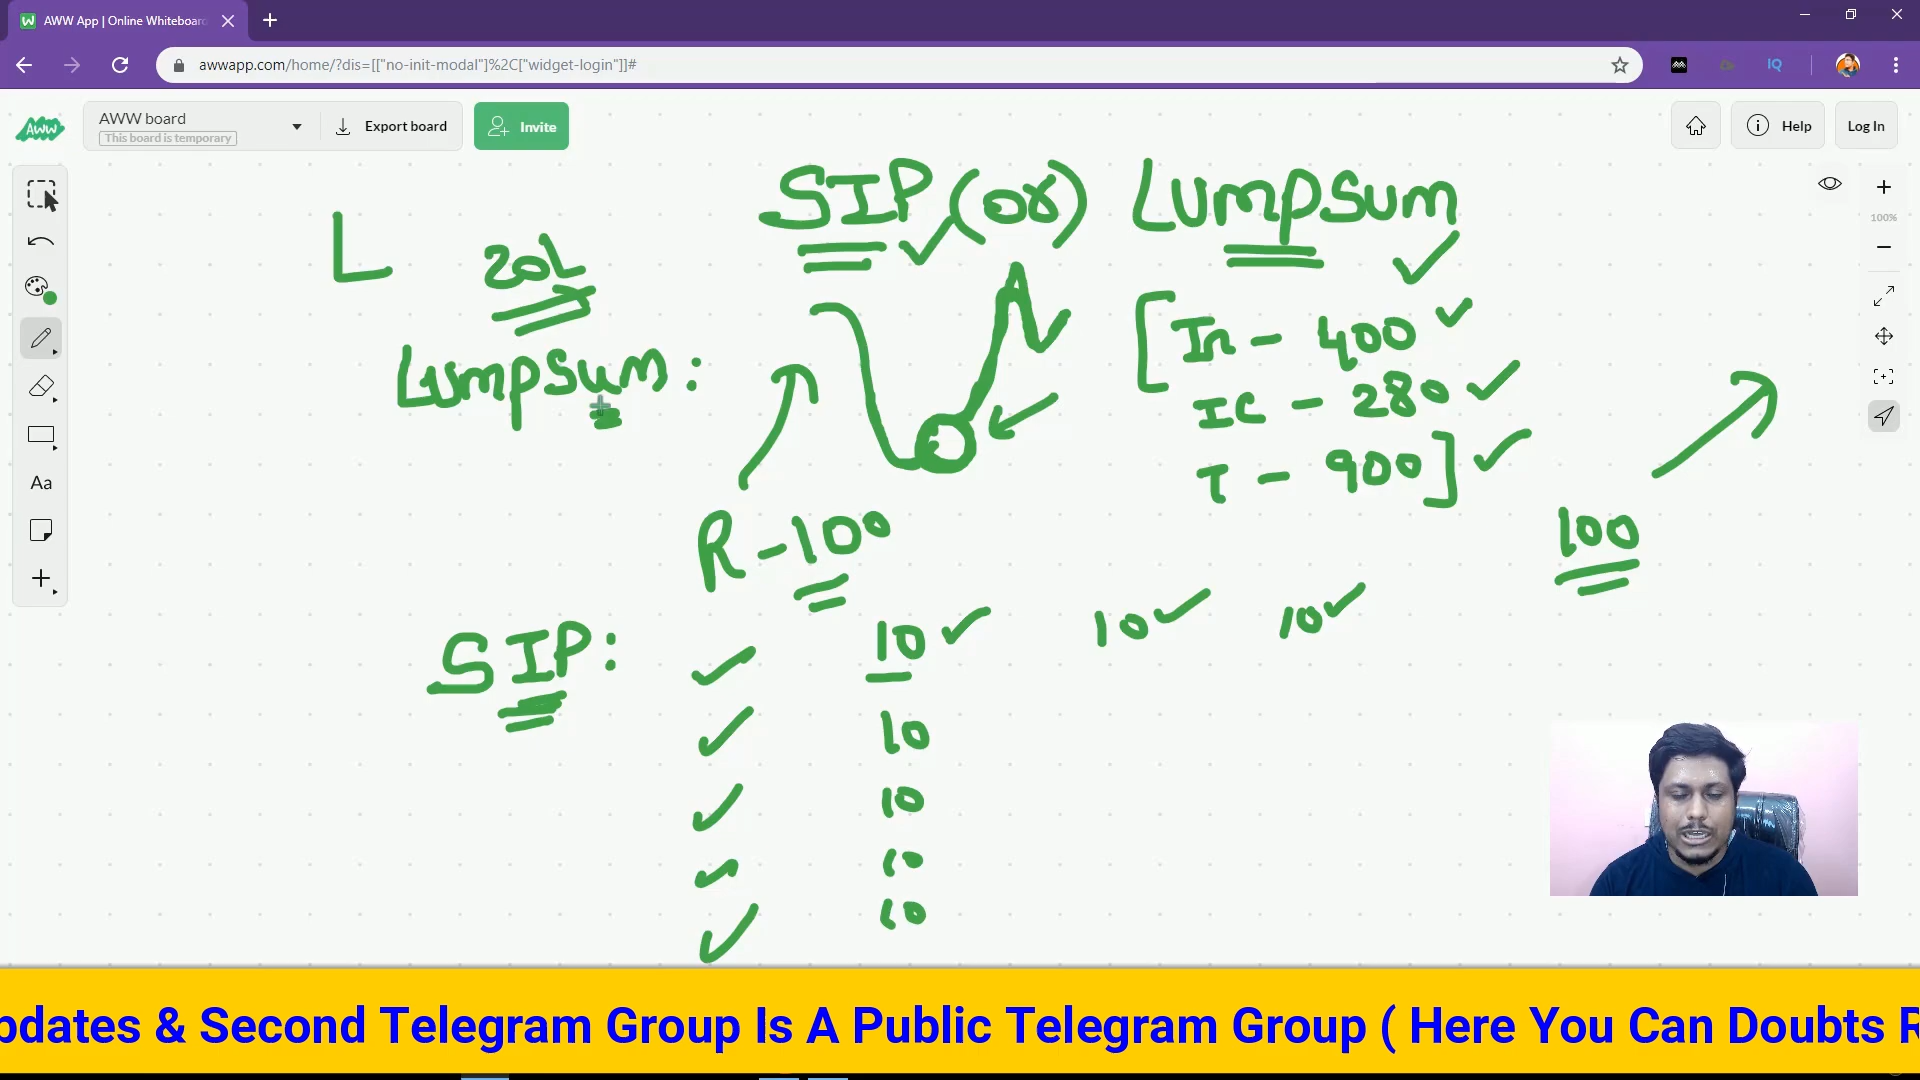 AWW App | Online Whiteboard
awwapp.com/home/?dis=[["no-init-modal"]%2C["widget-login"]]#
IQ
AWW
AWW board
This board is temporary
Export board
Invite
Help
Log In
100%
Aa
SIP (or) Lumpsum
L
20L
Lumpsum:
[In - 400
IC - 280
T - 900]
R - 100
100
SIP:
10 10 10
10
10
10
10
pdates & Second Telegram Group Is A Public Telegram Group ( Here You Can Doubts R